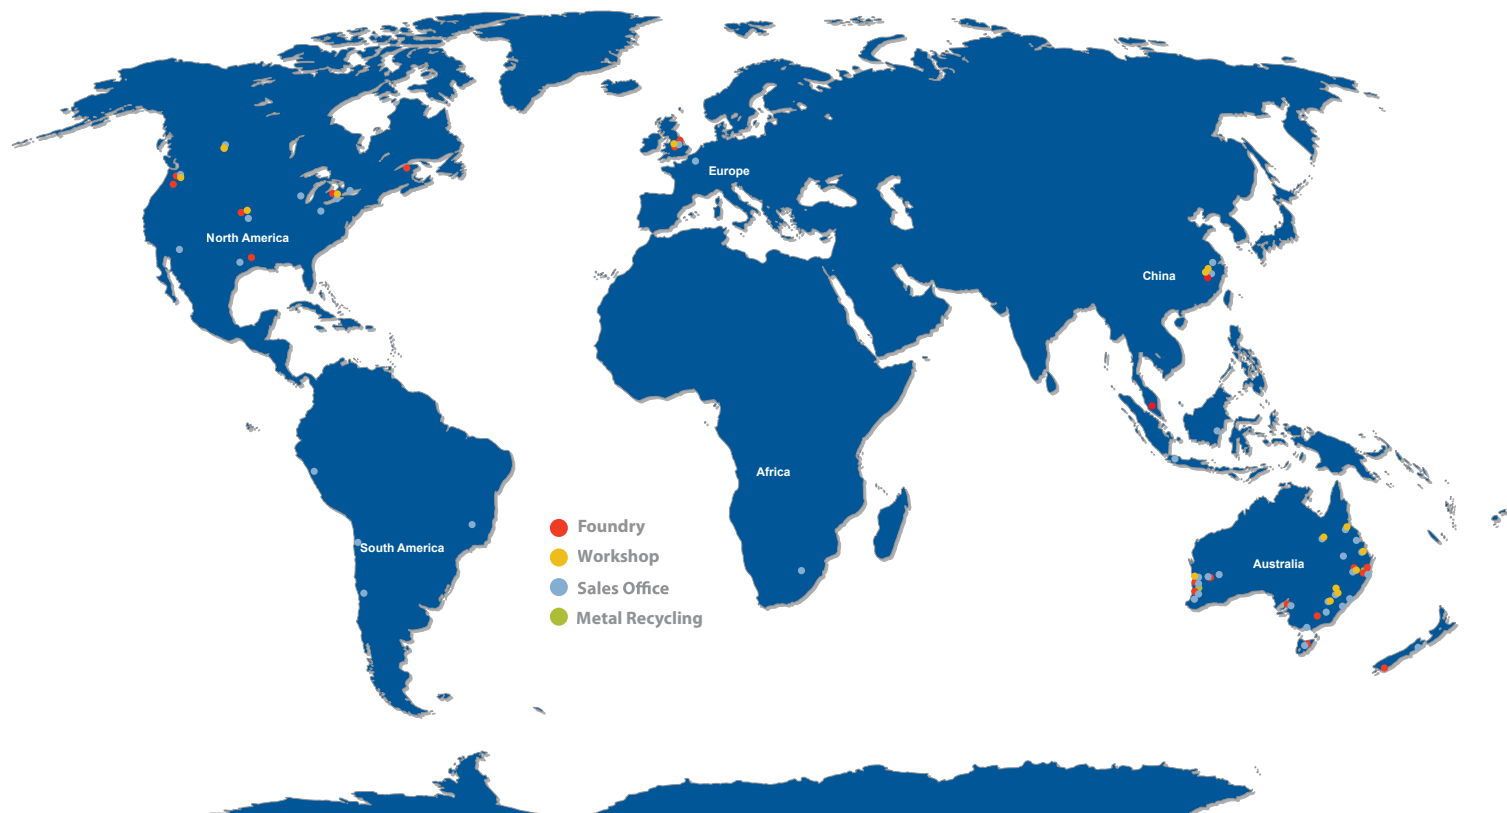 Europe
North America
China
Africa
Foundry
South America
Workshop
Australia
Sales Office
Metal Recycling